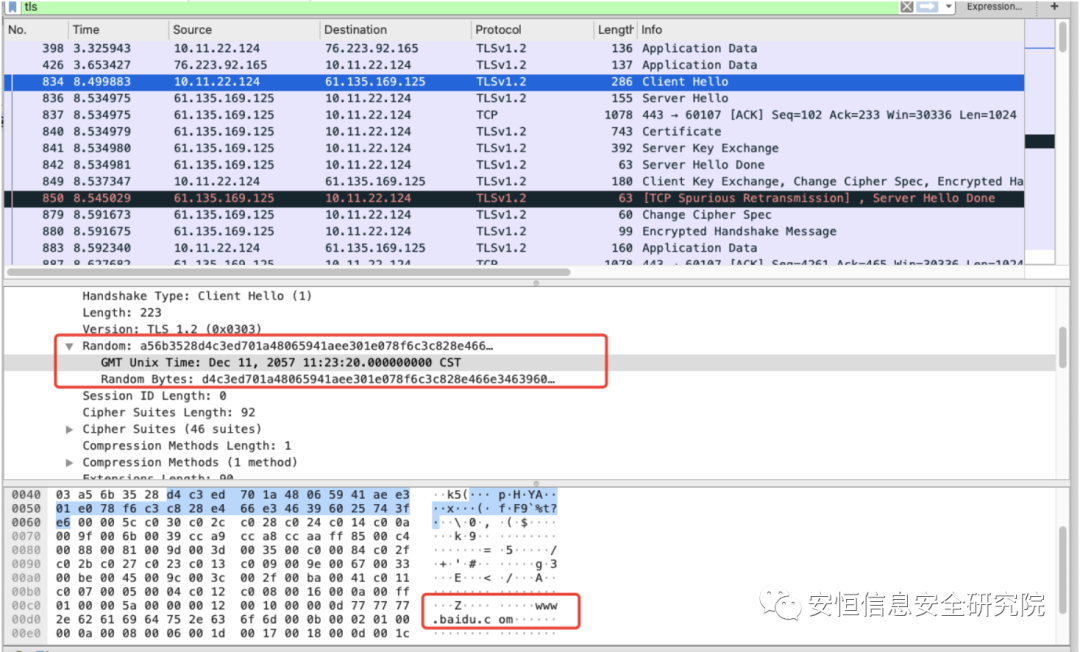 tls Expression... +
No. Time Source Destination Protocol Length Info
398 3.325943 10.11.22.124 76.223.92.165 TLSv1.2 136 Application Data
426 3.653427 76.223.92.165 10.11.22.124 TLSv1.2 137 Application Data
834 8.499883 10.11.22.124 61.135.169.125 TLSv1.2 286 Client Hello
836 8.534975 61.135.169.125 10.11.22.124 TLSv1.2 155 Server Hello
837 8.534975 61.135.169.125 10.11.22.124 TCP 1078 443 → 60107 [ACK] Seq=102 Ack=233 Win=30336 Len=1024
840 8.534979 61.135.169.125 10.11.22.124 TLSv1.2 743 Certificate
841 8.534980 61.135.169.125 10.11.22.124 TLSv1.2 392 Server Key Exchange
842 8.534981 61.135.169.125 10.11.22.124 TLSv1.2 63 Server Hello Done
849 8.537347 10.11.22.124 61.135.169.125 TLSv1.2 180 Client Key Exchange, Change Cipher Spec, Encrypted Ha
850 8.545029 61.135.169.125 10.11.22.124 TLSv1.2 63 [TCP Spurious Retransmission] , Server Hello Done
879 8.591673 61.135.169.125 10.11.22.124 TLSv1.2 60 Change Cipher Spec
880 8.591675 61.135.169.125 10.11.22.124 TLSv1.2 99 Encrypted Handshake Message
883 8.592340 10.11.22.124 61.135.169.125 TLSv1.2 160 Application Data
887 8.627682 61.135.169.125 10.11.22.124 TCP 1078 443 → 60107 [ACK] Seq=4261 Ack=465 Win=30336 Len=1024
Handshake Type: Client Hello (1)
Length: 223
Version: TLS 1.2 (0x0303)
Random: a56b3528d4c3ed701a48065941aee301e078f6c3c828e466…
GMT Unix Time: Dec 11, 2057 11:23:20.000000000 CST
Random Bytes: d4c3ed701a48065941aee301e078f6c3c828e466e3463960…
Session ID Length: 0
Cipher Suites Length: 92
Cipher Suites (46 suites)
Compression Methods Length: 1
Compression Methods (1 method)
Extensions Length: 90
0040 03 a5 6b 35 28 d4 c3 ed 70 1a 48 06 59 41 ae e3 ··k5(··· p·H·YA··
0050 01 e0 78 f6 c3 c8 28 e4 66 e3 46 39 60 25 74 3f ··x···(· f·F9`%t?
0060 e6 00 00 5c c0 30 c0 2c c0 28 c0 24 c0 14 c0 0a ···\·0·, ·(·$····
0070 00 9f 00 6b 00 39 cc a9 cc a8 cc aa ff 85 00 c4 ···k·9·· ········
0080 00 88 00 81 00 9d 00 3d 00 35 00 c0 00 84 c0 2f ·······= ·5·····/
0090 c0 2b c0 27 c0 23 c0 13 c0 09 00 9e 00 67 00 33 ·+·'·#·· ·····g·3
00a0 00 be 00 45 00 9c 00 3c 00 2f 00 ba 00 41 c0 11 ···E···< ·/···A··
00b0 c0 07 00 05 00 04 c0 12 c0 08 00 16 00 0a 00 ff ········ ········
00c0 01 00 00 5a 00 00 00 12 00 10 00 00 0d 77 77 77 ···Z···· ·····www
00d0 2e 62 61 69 64 75 2e 63 6f 6d 00 0b 00 02 01 00 .baidu.c om······
00e0 00 0a 00 08 00 06 00 1d 00 17 00 18 00 0d 00 1c ········ ········
安恒信息安全研究院